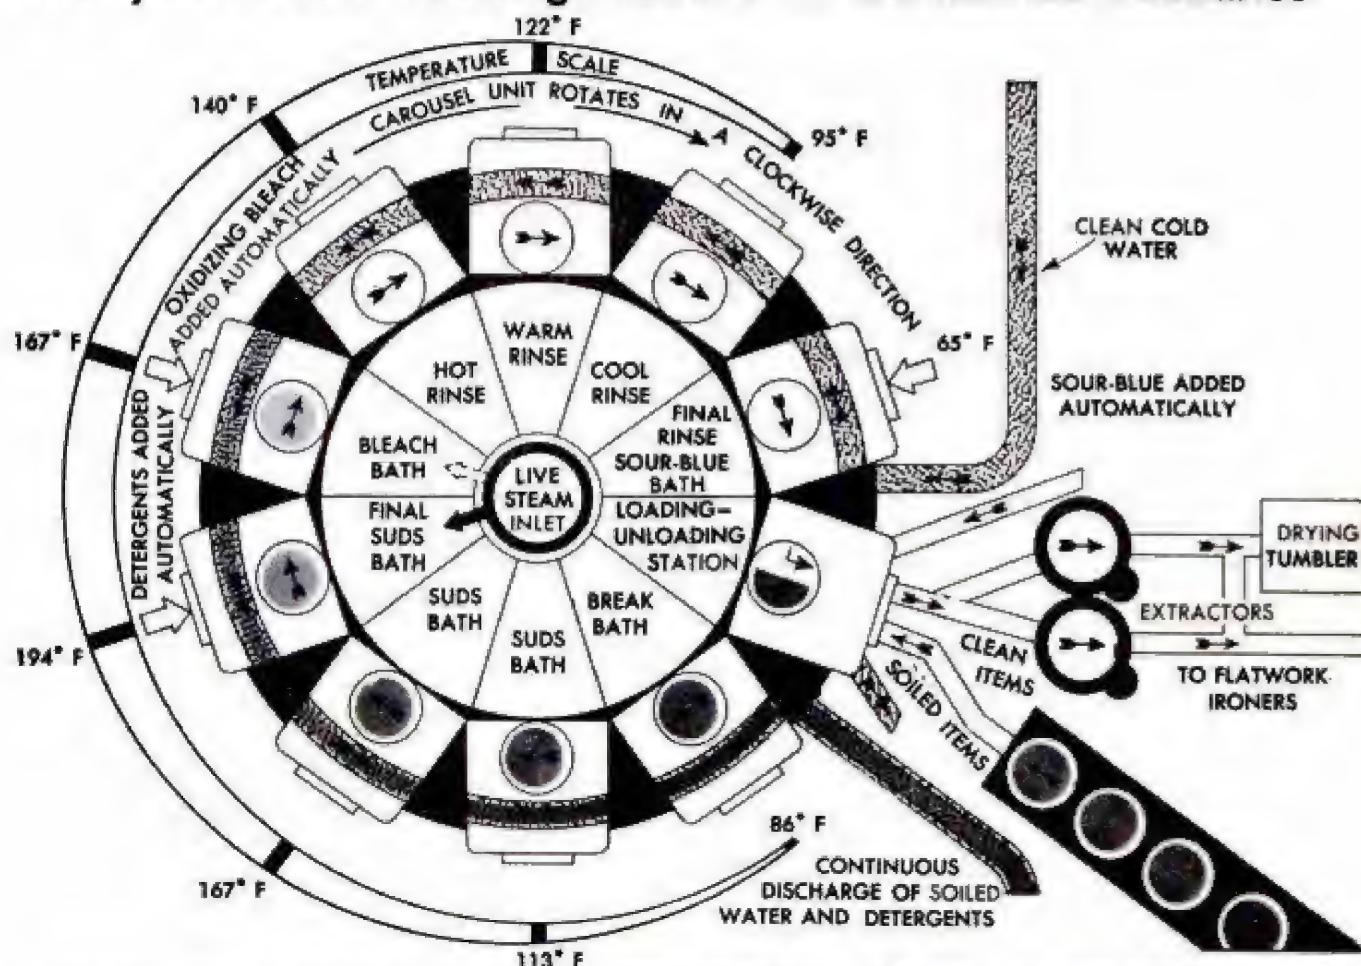 122° F
TEMPERATURE SCALE
CAROUSEL UNIT ROTATES IN A CLOCKWISE DIRECTION
140° F
95° F
OXIDIZING BLEACH
ADDED AUTOMATICALLY
CLEAN COLD
WATER
167° F
65° F
SOUR-BLUE ADDED
AUTOMATICALLY
DETERGENTS ADDED
AUTOMATICALLY
WARM
RINSE
HOT
RINSE
COOL
RINSE
FINAL
RINSE
SOUR-BLUE
BATH
BLEACH
BATH
LIVE
STEAM
INLET
FINAL
SUDS
BATH
LOADING-
UNLOADING
STATION
SUDS
BATH
SUDS
BATH
BREAK
BATH
DRYING
TUMBLER
EXTRACTORS
CLEAN
ITEMS
SOILED ITEMS
TO FLATWORK
IRONERS
194° F
167° F
113° F
86° F
CONTINUOUS
DISCHARGE OF SOILED
WATER AND DETERGENTS